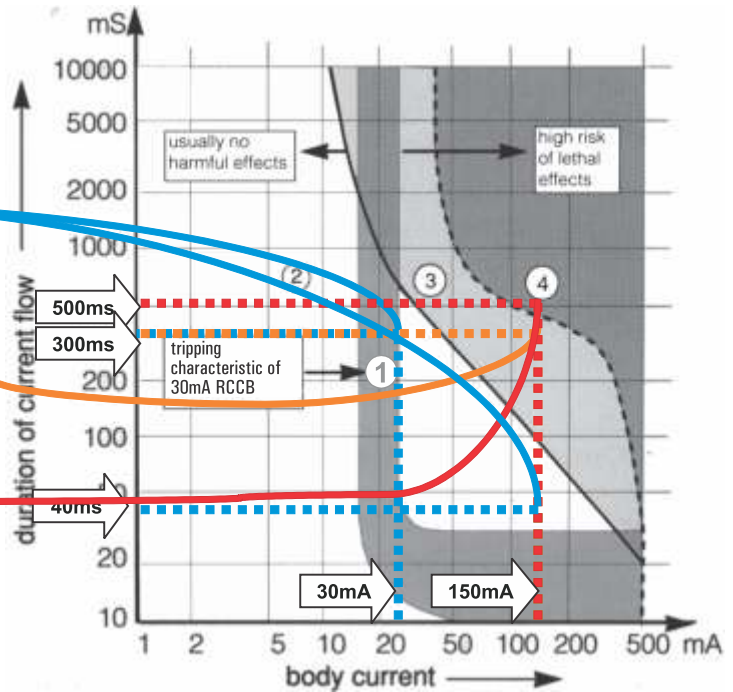 mS
10000
5000
2000
1000
500ms
300ms
200
100
40ms
20
10
duration of current flow
usually no
harmful effects
high risk
of lethal
effects
2
3
4
tripping
characteristic of
30mA RCCB
1
30mA
150mA
1
2
5
10
20
50
100
200
500
mA
body current